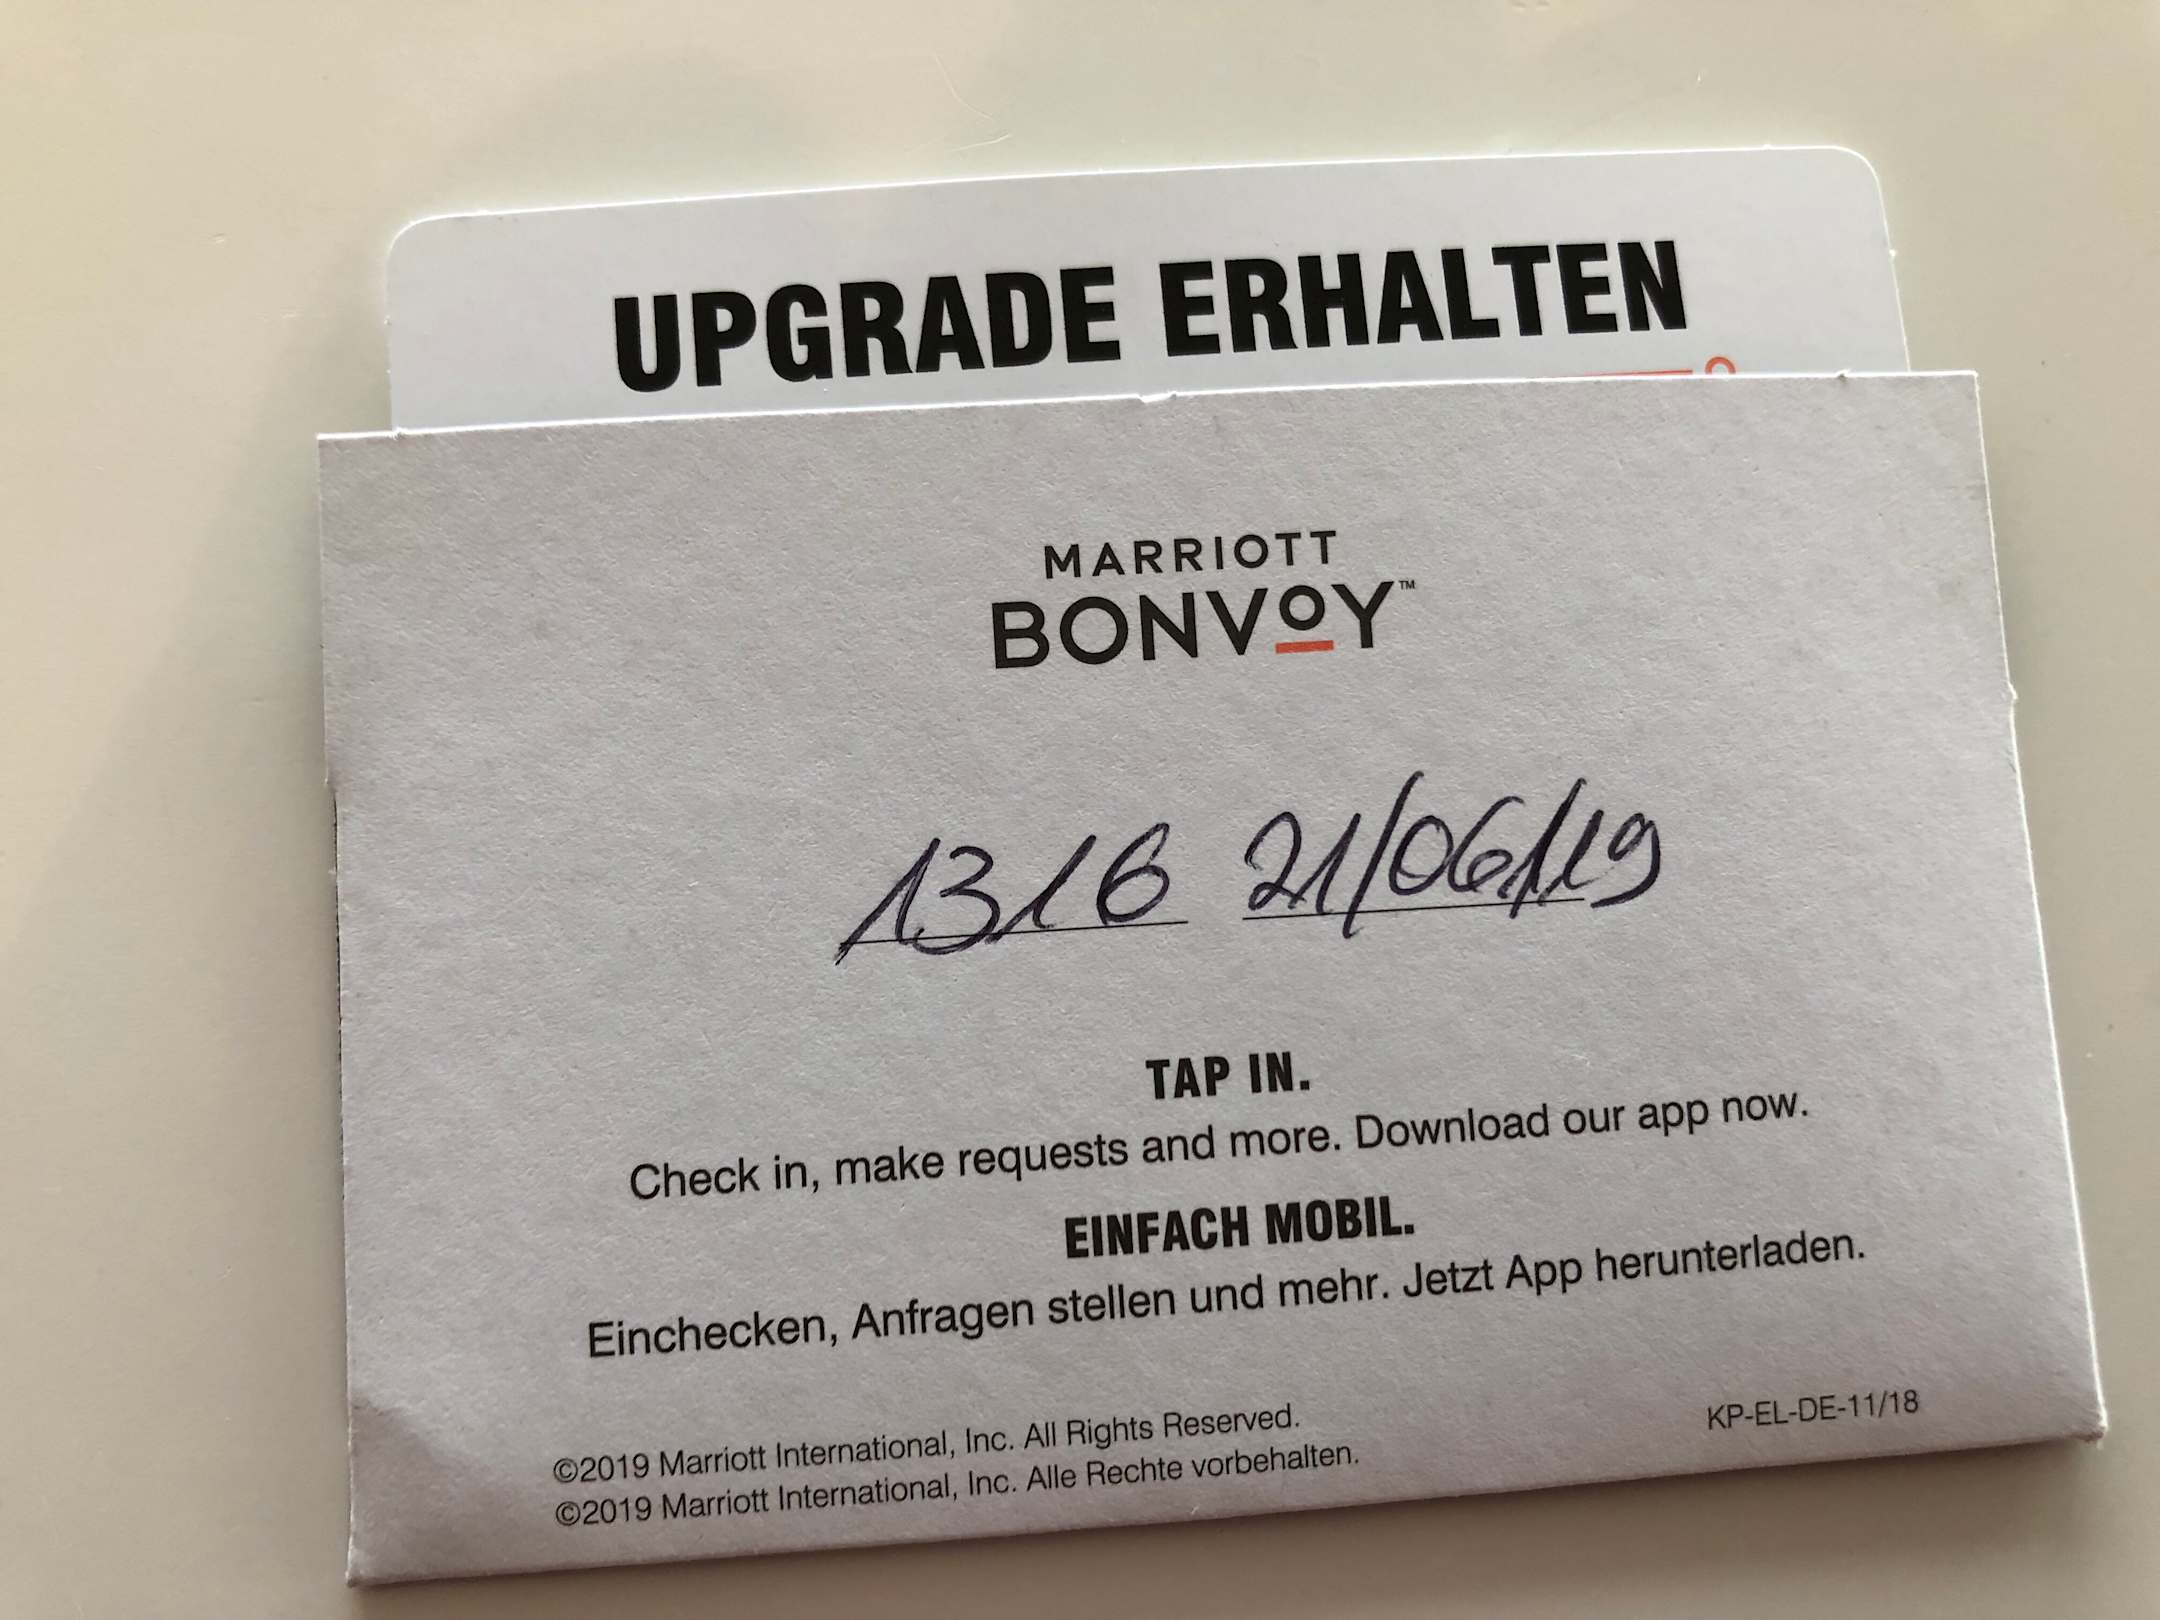 UPGRADE ERHALTEN
MARRIOTT
BONVOY™
1316 21/06/19
TAP IN.
Check in, make requests and more. Download our app now.
EINFACH MOBIL.
Einchecken, Anfragen stellen und mehr. Jetzt App herunterladen.
©2019 Marriott International, Inc. All Rights Reserved.
©2019 Marriott International, Inc. Alle Rechte vorbehalten.
KP-EL-DE-11/18